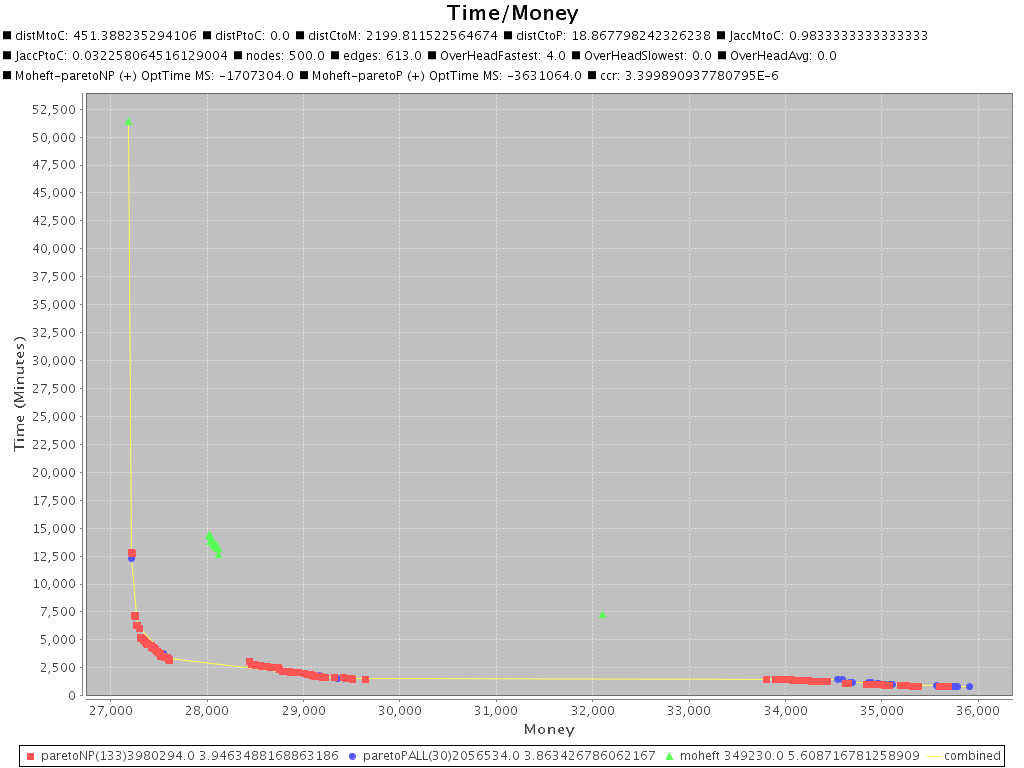 Time/Money
distMtoC: 451.388235294106 distPtoC: 0.0 distCtoM: 2199.811522564674 distCtoP: 18.867798242326238 JaccMtoC: 0.9833333333333333
JaccPtoC: 0.032258064516129004 nodes: 500.0 edges: 613.0 OverHeadFastest: 4.0 OverHeadSlowest: 0.0 OverHeadAvg: 0.0
Moheft-paretoNP (+) OptTime MS: -1707304.0 Moheft-paretoP (+) OptTime MS: -3631064.0 ccr: 3.399890937780795E-6
52,500
50,000
47,500
45,000
42,500
40,000
37,500
35,000
32,500
30,000
27,500
25,000
22,500
20,000
17,500
15,000
12,500
10,000
7,500
5,000
2,500
0
Time (Minutes)
27,000 28,000 29,000 30,000 31,000 32,000 33,000 34,000 35,000 36,000
Money
paretoNP(133)3980294.0 3.94634881688631​86 paretoPALL(30)2056534.0 3.863426786062167 moheft 349230.0 5.608716781258909 combined